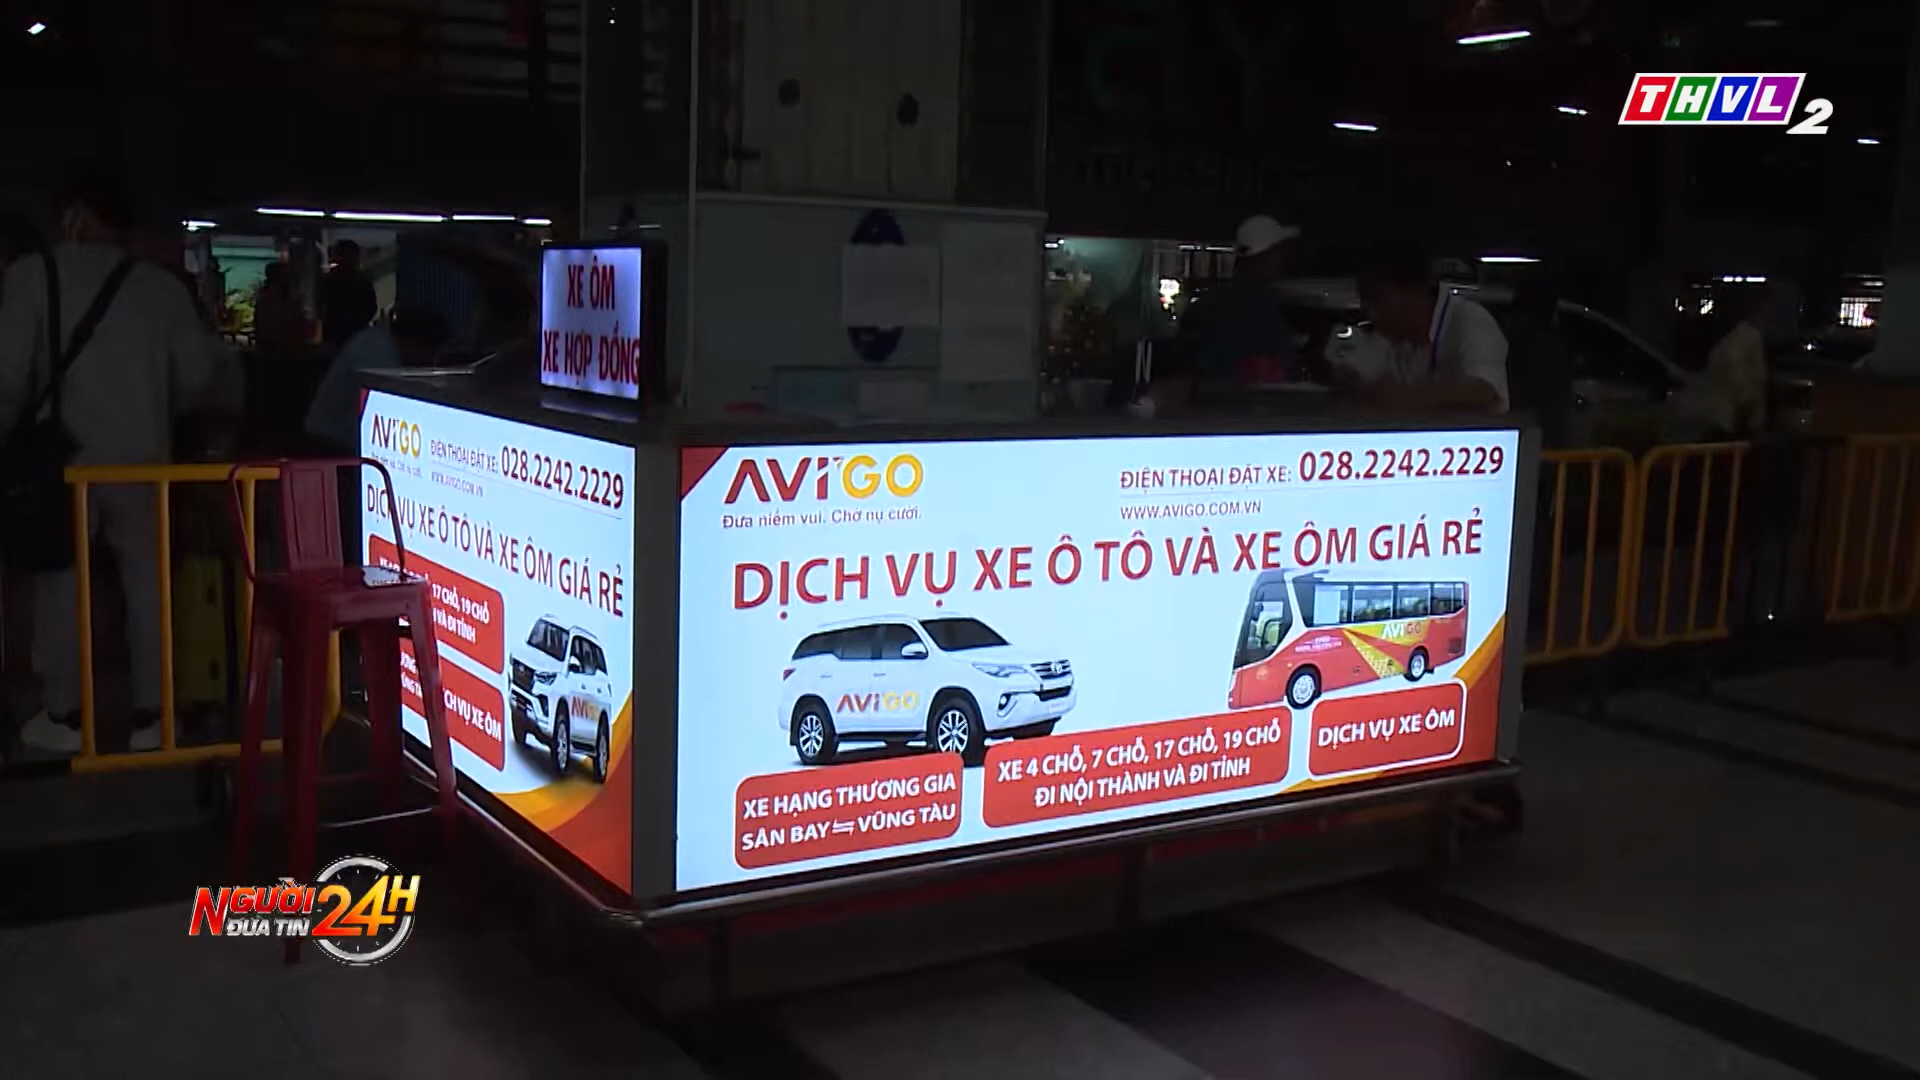 THVL2
XE ÔM
XE HỢP ĐỒNG
AVIGO
ĐIỆN THOẠI ĐẶT XE: 028.2242.2229
WWW.AVIGO.COM.VN
DỊCH VỤ XE Ô TÔ VÀ XE ÔM GIÁ RẺ
17 CHỖ, 19 CHỖ
VÀ ĐI TỈNH
VỤ XE ÔM
AVIGO
Đưa niềm vui. Chở nụ cười.
ĐIỆN THOẠI ĐẶT XE: 028.2242.2229
WWW.AVIGO.COM.VN
DỊCH VỤ XE Ô TÔ VÀ XE ÔM GIÁ RẺ
AVIGO
AVIGO
XE HẠNG THƯƠNG GIA
SÂN BAY⇋VŨNG TÀU
XE 4 CHỖ, 7 CHỖ, 17 CHỖ, 19 CHỖ
ĐI NỘI THÀNH VÀ ĐI TỈNH
DỊCH VỤ XE ÔM
NGƯỜI
ĐƯA TIN 24H